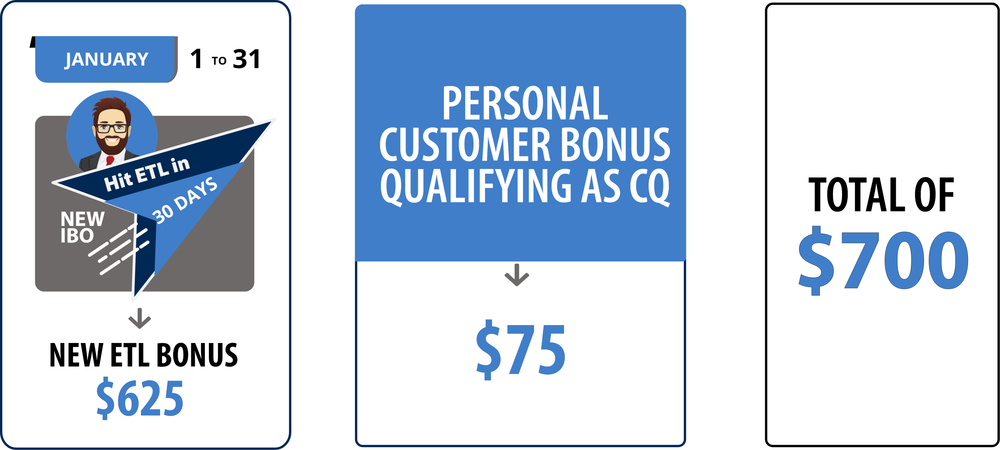 JANUARY
1 TO 31
Hit ETL in
30 DAYS
NEW
IBO
NEW ETL BONUS
$625
PERSONAL
CUSTOMER BONUS
QUALIFYING AS CQ
$75
TOTAL OF
$700